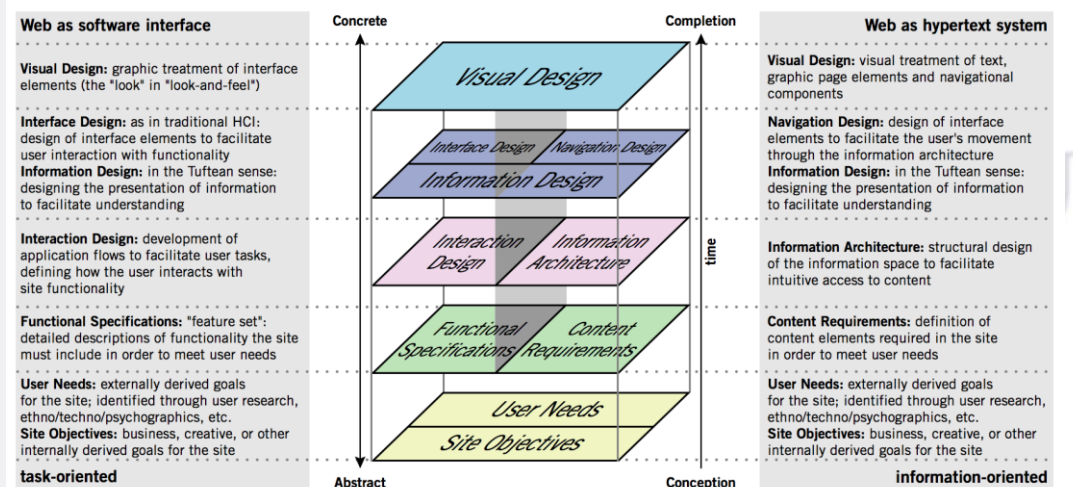 Web as software interface
Visual Design: graphic treatment of interface
elements (the "look" in "look-and-feel")
Interface Design: as in traditional HCI:
design of interface elements to facilitate
user interaction with functionality
Information Design: in the Tuftean sense:
designing the presentation of information
to facilitate understanding
Interaction Design: development of
application flows to facilitate user tasks,
defining how the user interacts with
site functionality
Functional Specifications: "feature set":
detailed descriptions of functionality the site
must include in order to meet user needs
User Needs: externally derived goals
for the site; identified through user research,
ethno/techno/psychographics, etc.
Site Objectives: business, creative, or other
internally derived goals for the site
task-oriented
Concrete
Abstract
Visual Design
Interface Design
Navigation Design
Information Design
Interaction
Design
Information
Architecture
Functional
Specifications
Content
Requirements
User Needs
Site Objectives
Completion
time
Conception
Web as hypertext system
Visual Design: visual treatment of text,
graphic page elements and navigational
components
Navigation Design: design of interface
elements to facilitate the user's movement
through the information architecture
Information Design: in the Tuftean sense:
designing the presentation of information
to facilitate understanding
Information Architecture: structural design
of the information space to facilitate
intuitive access to content
Content Requirements: definition of
content elements required in the site
in order to meet user needs
User Needs: externally derived goals
for the site; identified through user research,
ethno/techno/psychographics, etc.
Site Objectives: business, creative, or other
internally derived goals for the site
information-oriented